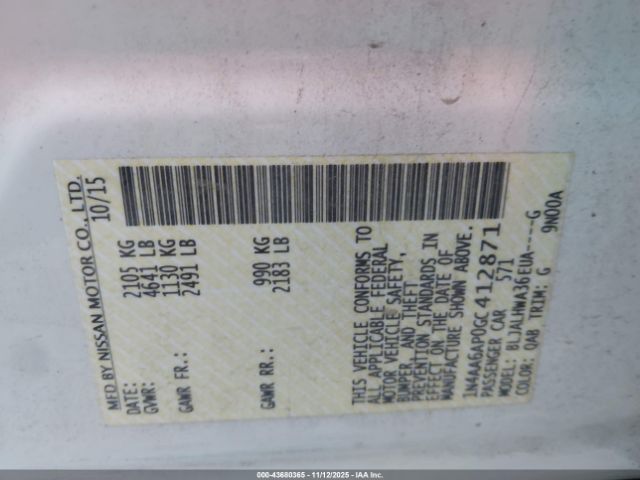 MFD BY NISSAN MOTOR CO., LTD.
DATE: 10/15
GVWR: 2105 KG
4641 LB
GAWR FR.: 1130 KG
2491 LB
GAWR RR.: 990 KG
2183 LB
THIS VEHICLE CONFORMS TO
ALL APPLICABLE FEDERAL
MOTOR VEHICLE SAFETY,
BUMPER AND THEFT
PREVENTION STANDARDS IN
EFFECT ON THE DATE OF
MANUFACTURE SHOWN ABOVE.
1N4AA6AP0GC412871
PASSENGER CAR 571
MODEL: BLJALHWA36EUA----G
COLOR: QAB TRIM: G 9N00A
000-43680365 - 11/12/2025 - IAA Inc.